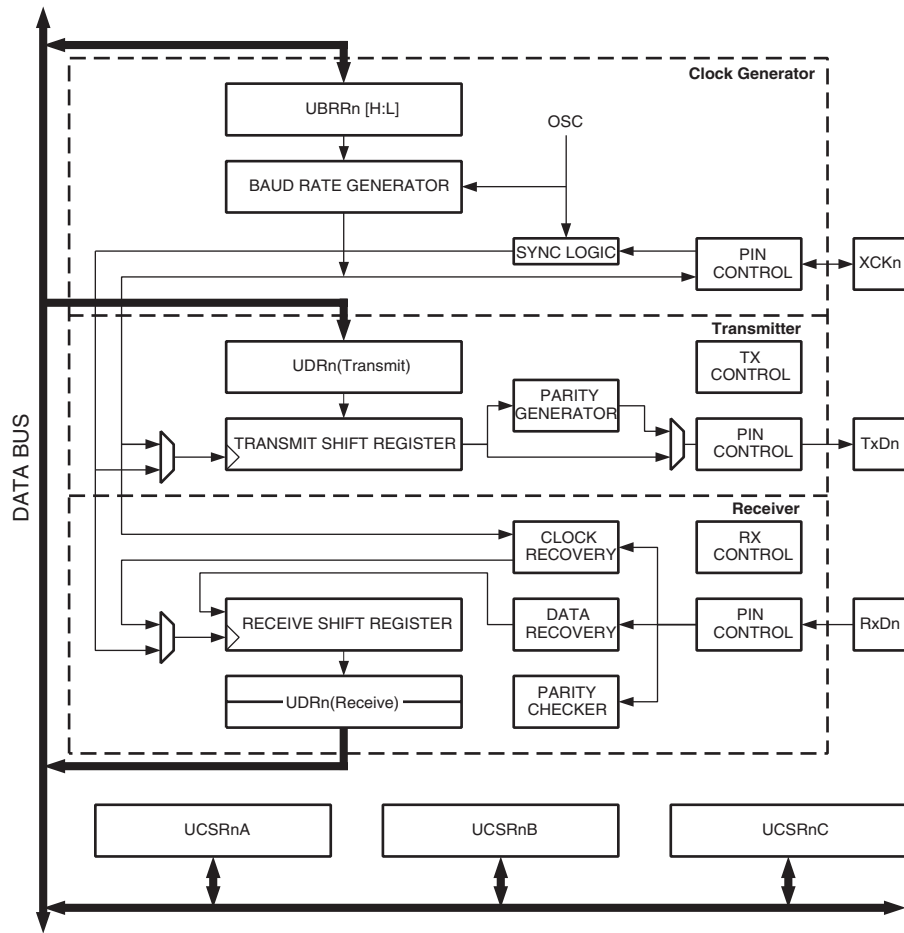 Clock Generator
UBRRn [H:L]
OSC
BAUD RATE GENERATOR
SYNC LOGIC
PIN
CONTROL
XCKn
Transmitter
UDRn(Transmit)
TX
CONTROL
PARITY
GENERATOR
TRANSMIT SHIFT REGISTER
PIN
CONTROL
TxDn
DATA BUS
Receiver
CLOCK
RECOVERY
RX
CONTROL
RECEIVE SHIFT REGISTER
DATA
RECOVERY
PIN
CONTROL
RxDn
UDRn(Receive)
PARITY
CHECKER
UCSRnA
UCSRnB
UCSRnC